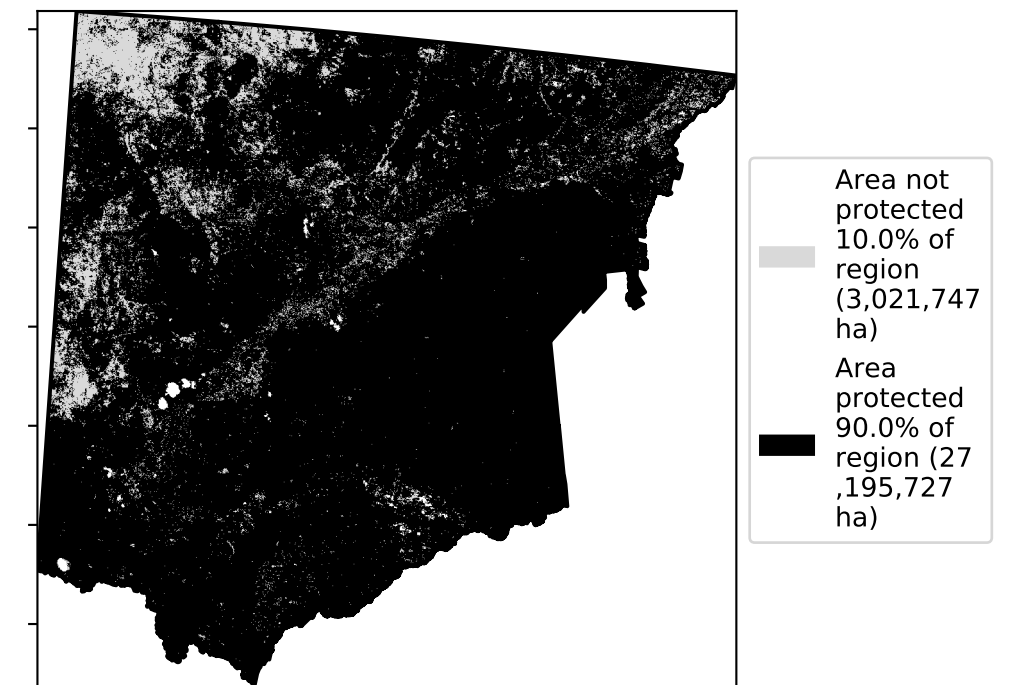 Area not
protected
10.0% of
region
(3,021,747
ha)
Area
protected
90.0% of
region (27
,195,727
ha)